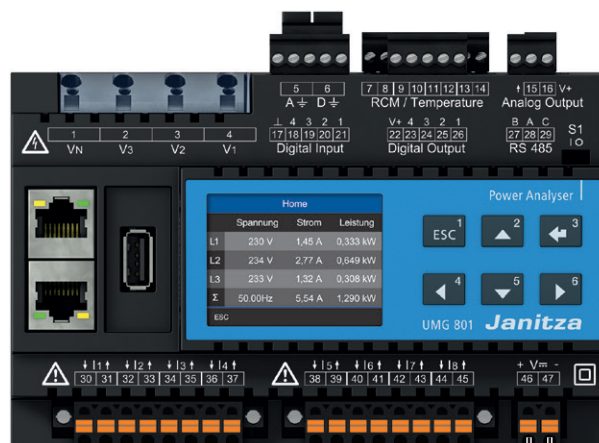 5 6
A ⏚ D ⏚
7 8 9 10 11 12 13 14
RCM / Temperature
15 16 V+
Analog Output
1 2 3 4
VN V3 V2 V1
⊥ 4 3 2 1
17 18 19 20 21
Digital Input
V+ 4 3 2 1
22 23 24 25 26
Digital Output
B A C
27 28 29
RS 485
S1
I O
Power Analyser
Home
Spannung Strom Leistung
L1 230 V 1,45 A 0,333 kW
L2 234 V 2,77 A 0,649 kW
L3 233 V 1,32 A 0,308 kW
Σ 50.00Hz 5,54 A 1,290 kW
ESC
ESC 1 2 3
4 5 6
UMG 801 Janitza
I1 I2 I3 I4
30 31 32 33 34 35 36 37
I5 I6 I7 I8
38 39 40 41 42 43 44 45
+ V⎓ -
46 47